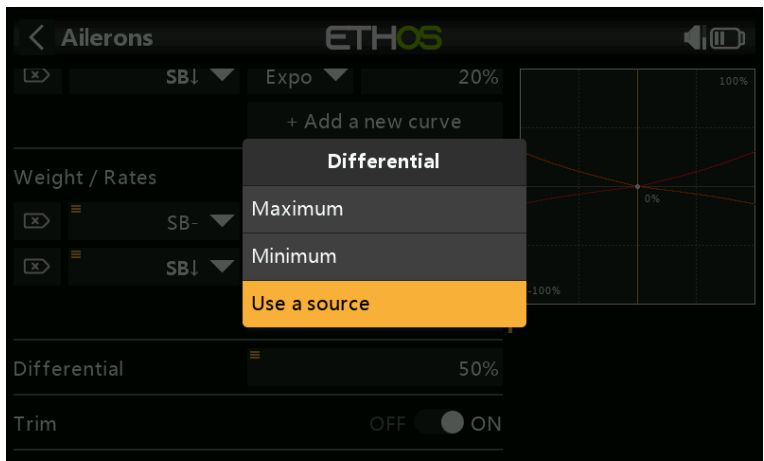 Ailerons
ETHOS
SB↓ Expo 20%
+ Add a new curve
100%
0%
-100%
Weight / Rates
SB-
SB↓
Differential
Maximum
Minimum
Use a source
Differential 50%
Trim OFF ON